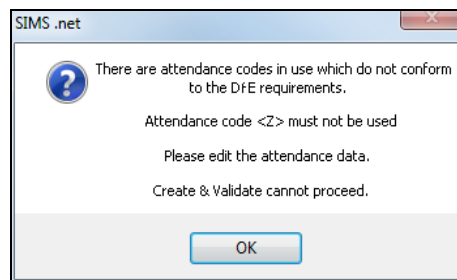 SIMS .net
There are attendance codes in use which do not conform
to the DfE requirements.
Attendance code <Z> must not be used
Please edit the attendance data.
Create & Validate cannot proceed.
OK